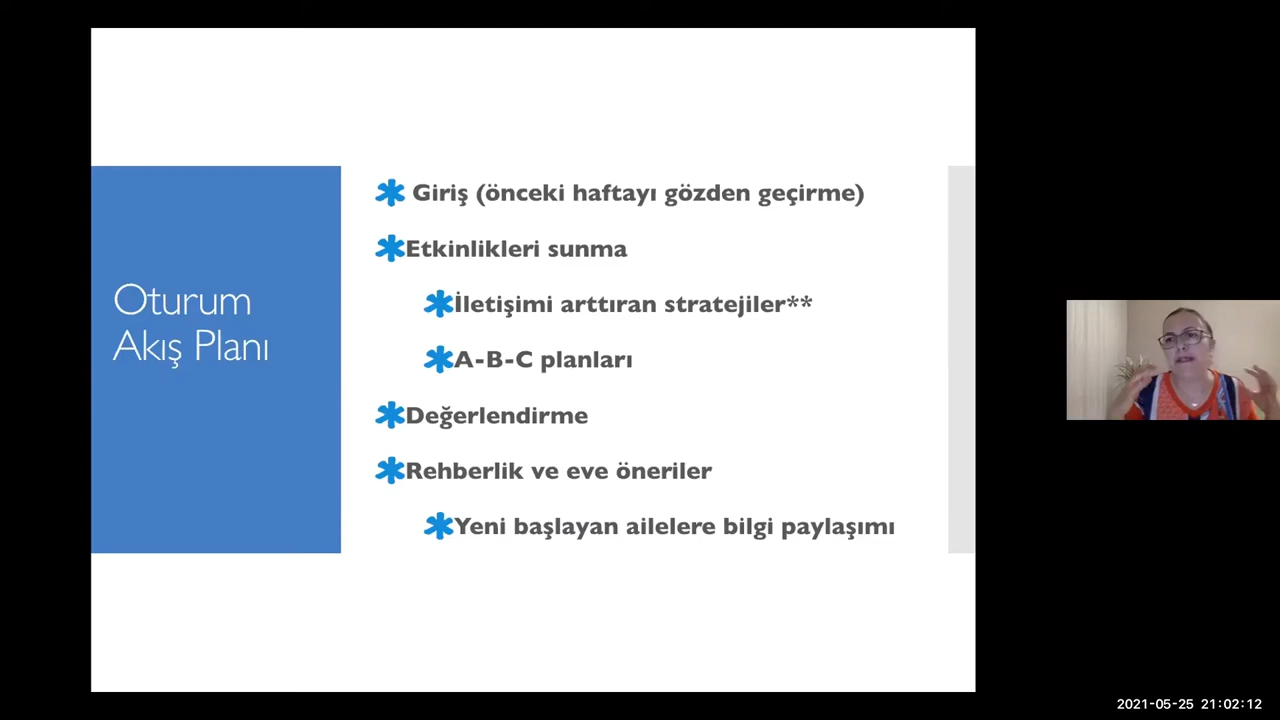 Oturum
Akış Planı
Giriş (önceki haftayı gözden geçirme)
Etkinlikleri sunma
İletişimi arttıran stratejiler**
A-B-C planları
Değerlendirme
Rehberlik ve eve öneriler
Yeni başlayan ailelere bilgi paylaşımı
2021-05-25 21:02:12